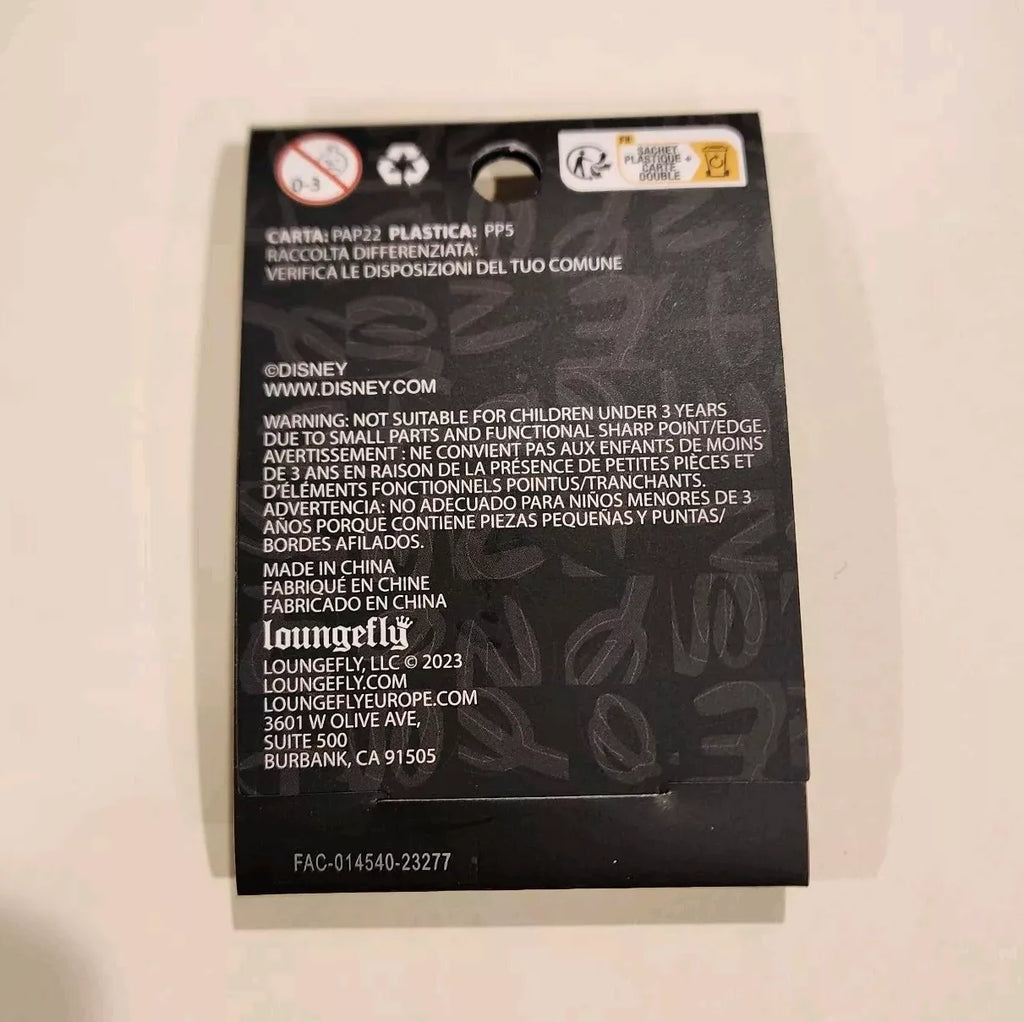 0-3
FR
SACHET
PLASTIQUE +
CARTE
DOUBLE
CARTA: PAP22 PLASTICA: PP5
RACCOLTA DIFFERENZIATA:
VERIFICA LE DISPOSIZIONI DEL TUO COMUNE
©DISNEY
WWW.DISNEY.COM
WARNING: NOT SUITABLE FOR CHILDREN UNDER 3 YEARS
DUE TO SMALL PARTS AND FUNCTIONAL SHARP POINT/EDGE.
AVERTISSEMENT : NE CONVIENT PAS AUX ENFANTS DE MOINS
DE 3 ANS EN RAISON DE LA PRÉSENCE DE PETITES PIÈCES ET
D'ÉLÉMENTS FONCTIONNELS POINTUS/TRANCHANTS.
ADVERTENCIA: NO ADECUADO PARA NIÑOS MENORES DE 3
AÑOS PORQUE CONTIENE PIEZAS PEQUEÑAS Y PUNTAS/
BORDES AFILADOS.
MADE IN CHINA
FABRIQUÉ EN CHINE
FABRICADO EN CHINA
loungefly
LOUNGEFLY, LLC © 2023
LOUNGEFLY.COM
LOUNGEFLYEUROPE.COM
3601 W OLIVE AVE,
SUITE 500
BURBANK, CA 91505
FAC-014540-23277